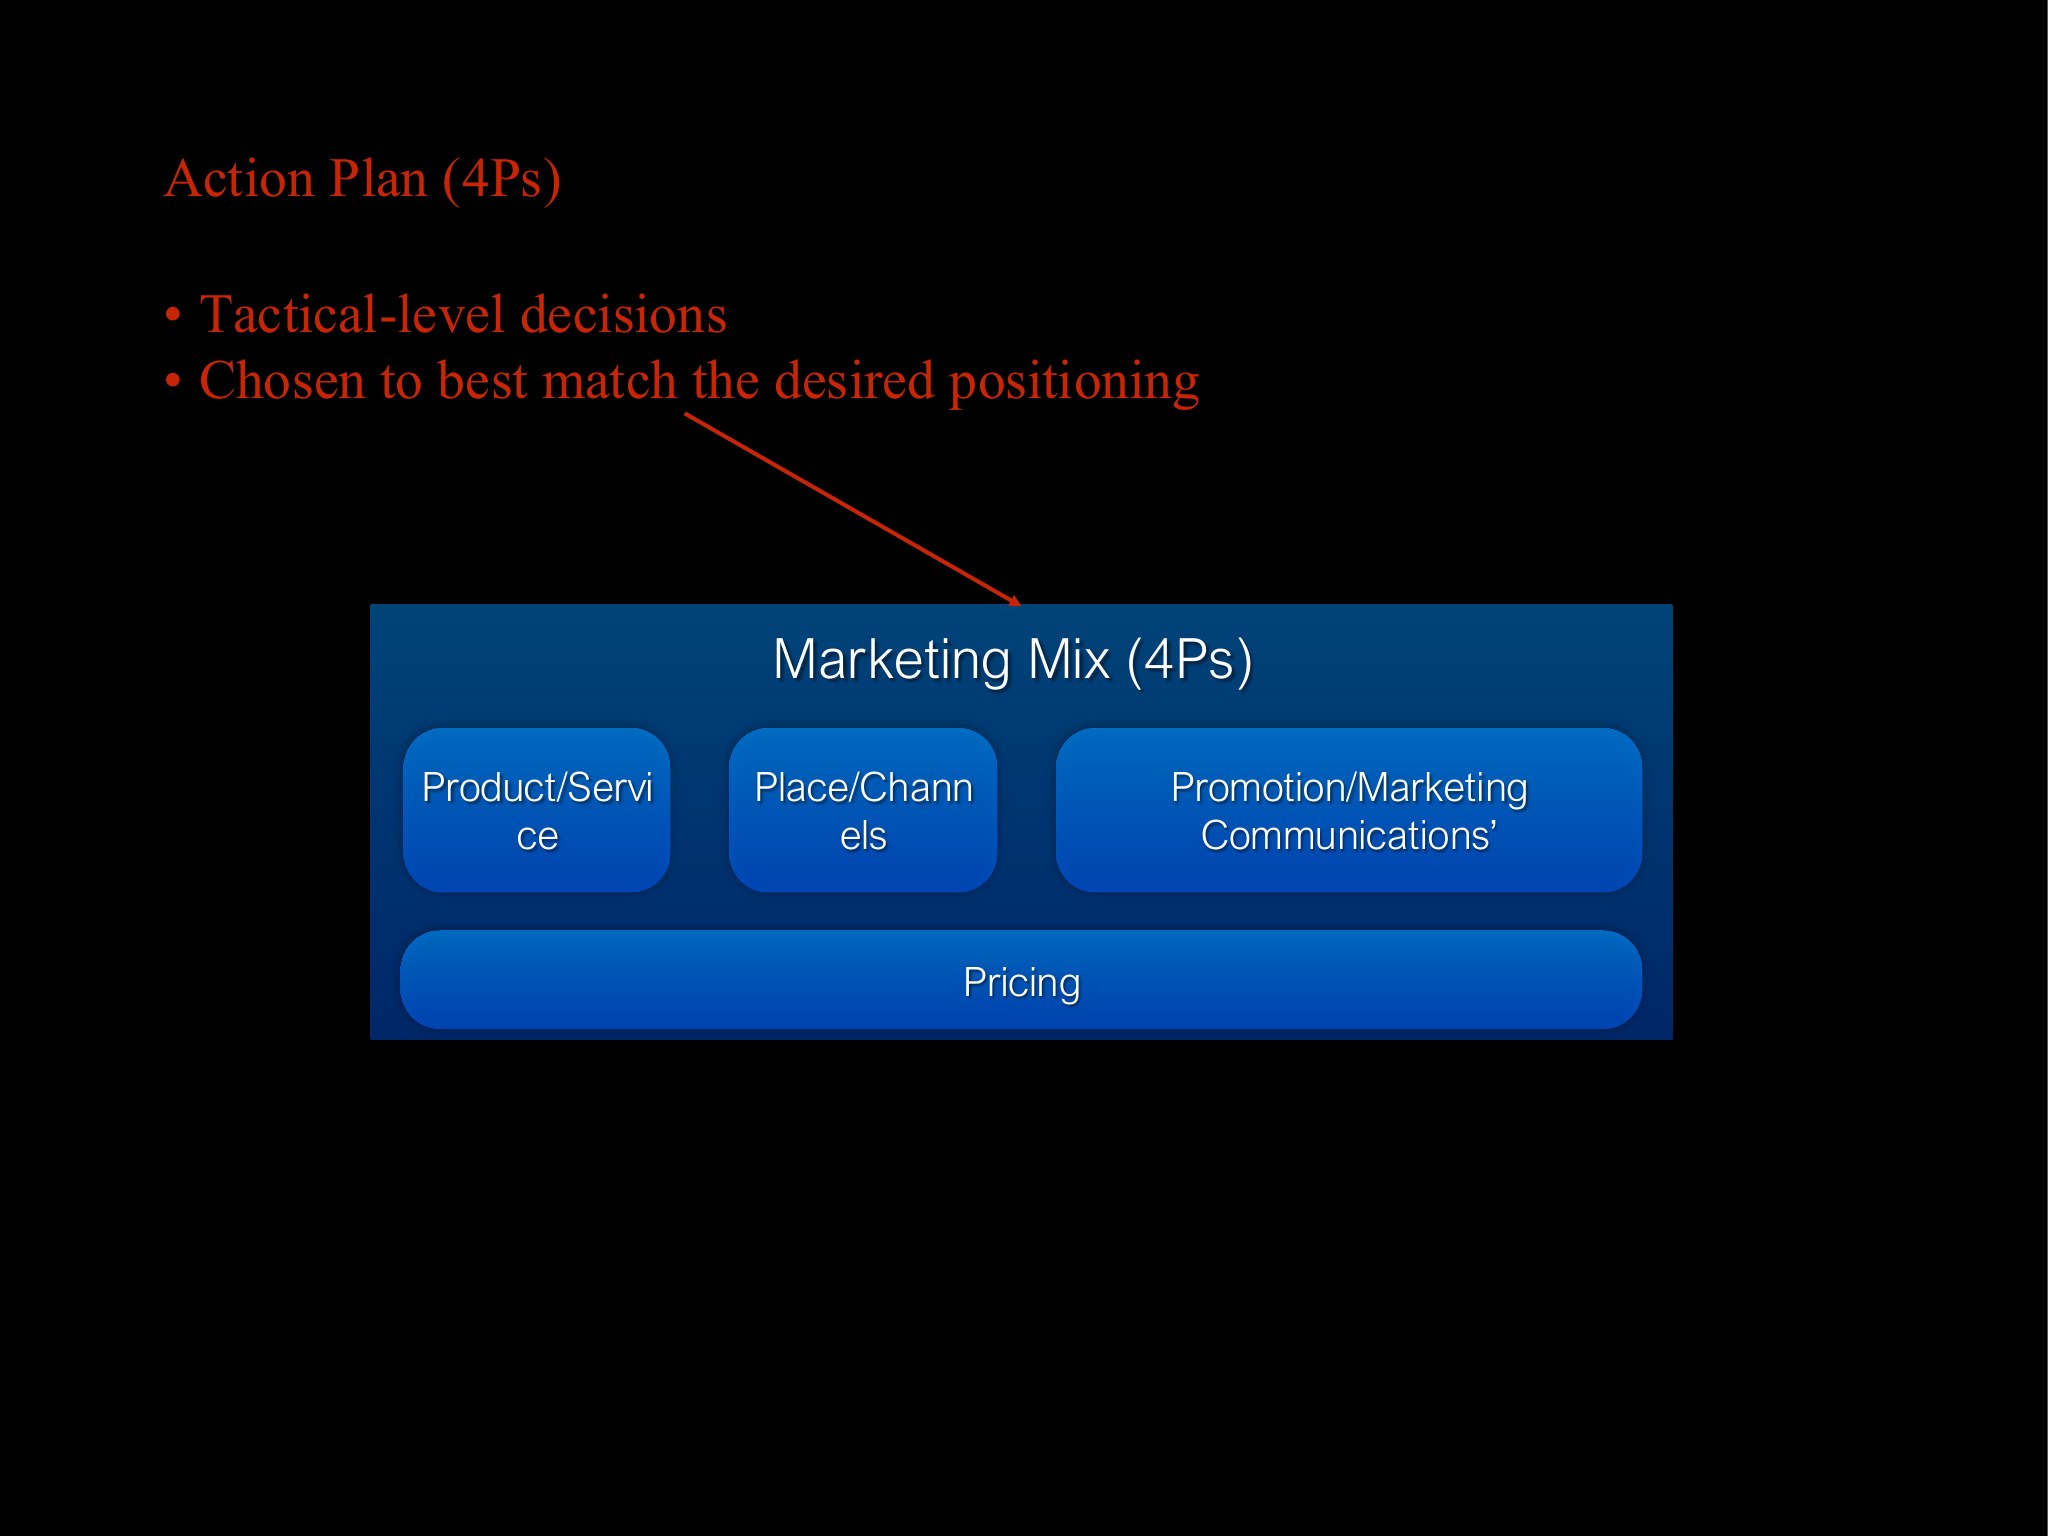 Action Plan (4Ps)
• Tactical-level decisions
• Chosen to best match the desired positioning
Marketing Mix (4Ps)
Product/Servi
ce
Place/Chann
els
Promotion/Marketing
Communications’
Pricing